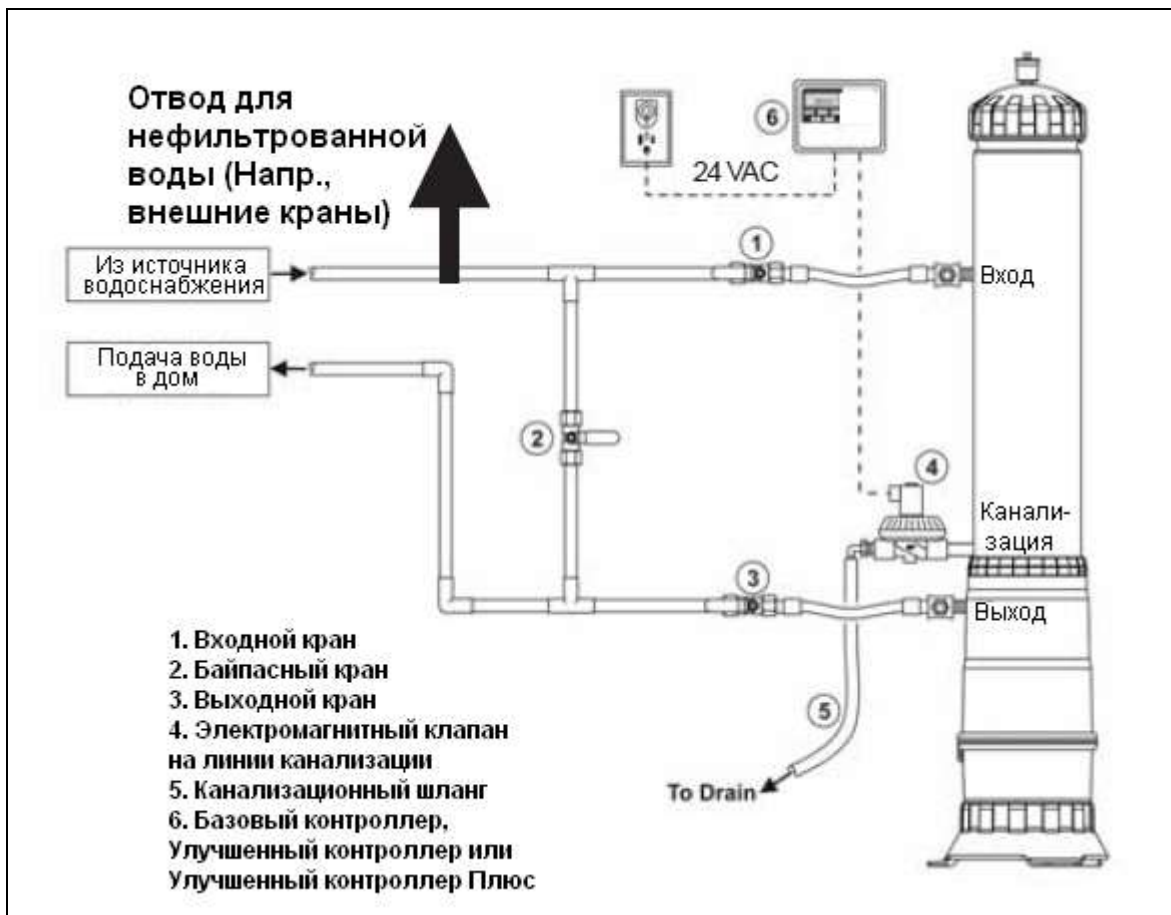 Отвод для
нефильтрованной
воды (Напр.,
внешние краны)
6
24 VAC
Из источника
водоснабжения
1
Вход
Подача воды
в дом
2
4
Канали-
зация
3
Выход
1. Входной кран
2. Байпасный кран
3. Выходной кран
4. Электромагнитный клапан
на линии канализации
5. Канализационный шланг
6. Базовый контроллер,
Улучшенный контроллер или
Улучшенный контроллер Плюс
5
To Drain